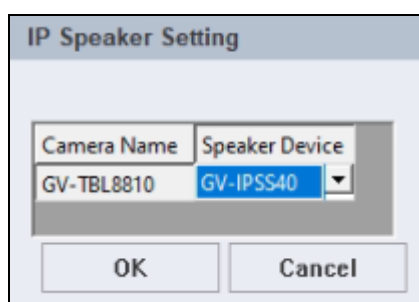 IP Speaker Setting
Camera Name Speaker Device
GV-TBL8810 GV-IPSS40
OK Cancel